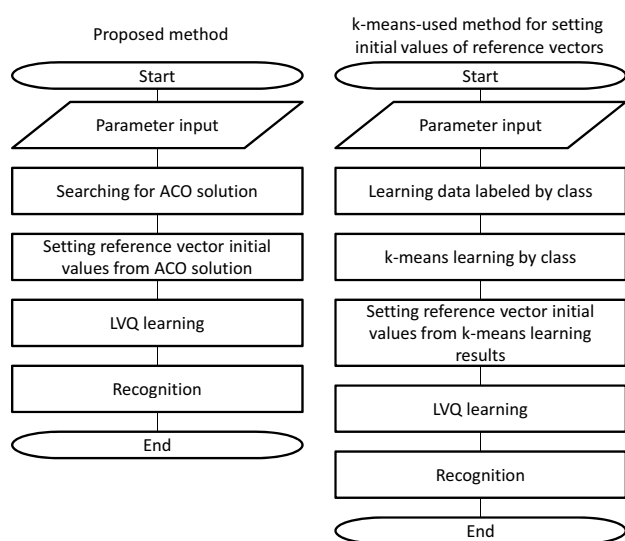 Proposed method
Start
Parameter input
Searching for ACO solution
Setting reference vector initial
values from ACO solution
LVQ learning
Recognition
End
k-means-used method for setting
initial values of reference vectors
Start
Parameter input
Learning data labeled by class
k-means learning by class
Setting reference vector initial
values from k-means learning
results
LVQ learning
Recognition
End